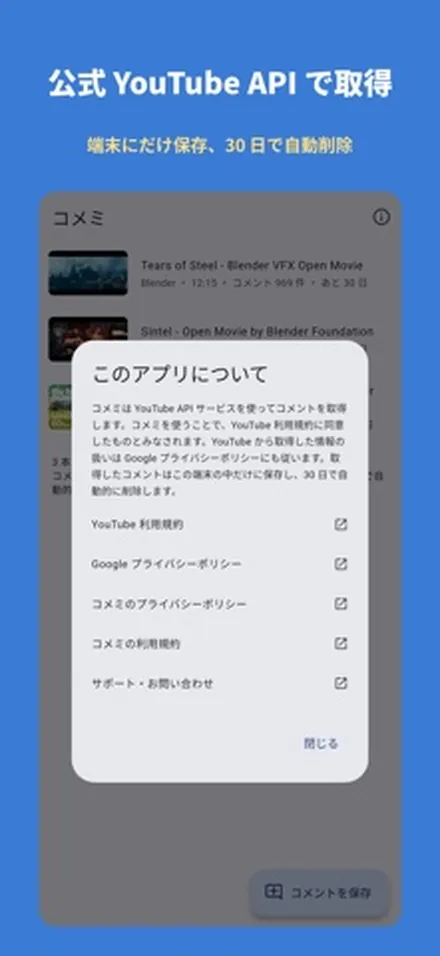 公式 YouTube API で取得
端末にだけ保存、30 日で自動削除
コメミ
Tears of Steel - Blender VFX Open Movie
Blender・12:15・コメント 969 件・あと 30 日
Sintel - Open Movie by Blender Foundation
このアプリについて
コメミは YouTube API サービスを使ってコメントを取得
します。コメミを使うことで、YouTube 利用規約に同意
したものとみなされます。YouTube から取得した情報の
扱いは Google プライバシーポリシーにも従います。取
得したコメントはこの端末の中だけに保存し、30 日で自
動的に削除します。
YouTube 利用規約
Google プライバシーポリシー
コメミのプライバシーポリシー
コメミの利用規約
サポート・お問い合わせ
閉じる
コメントを保存